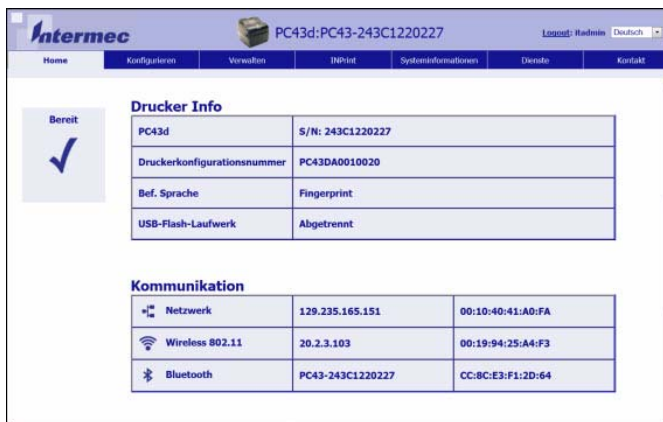 Intermec
PC43d:PC43-243C1220227
Logout: itadmin Deutsch
Home Konfigurieren Verwalten INPrint Systeminformationen Dienste Kontakt
Bereit
Drucker Info
PC43d S/N: 243C1220227
Druckerkonfigurationsnummer PC43DA0010020
Bef. Sprache Fingerprint
USB-Flash-Laufwerk Abgetrennt
Kommunikation
Netzwerk 129.235.165.151 00:10:40:41:A0:FA
Wireless 802.11 20.2.3.103 00:19:94:25:A4:F3
Bluetooth PC43-243C1220227 CC:8C:E3:F1:2D:64